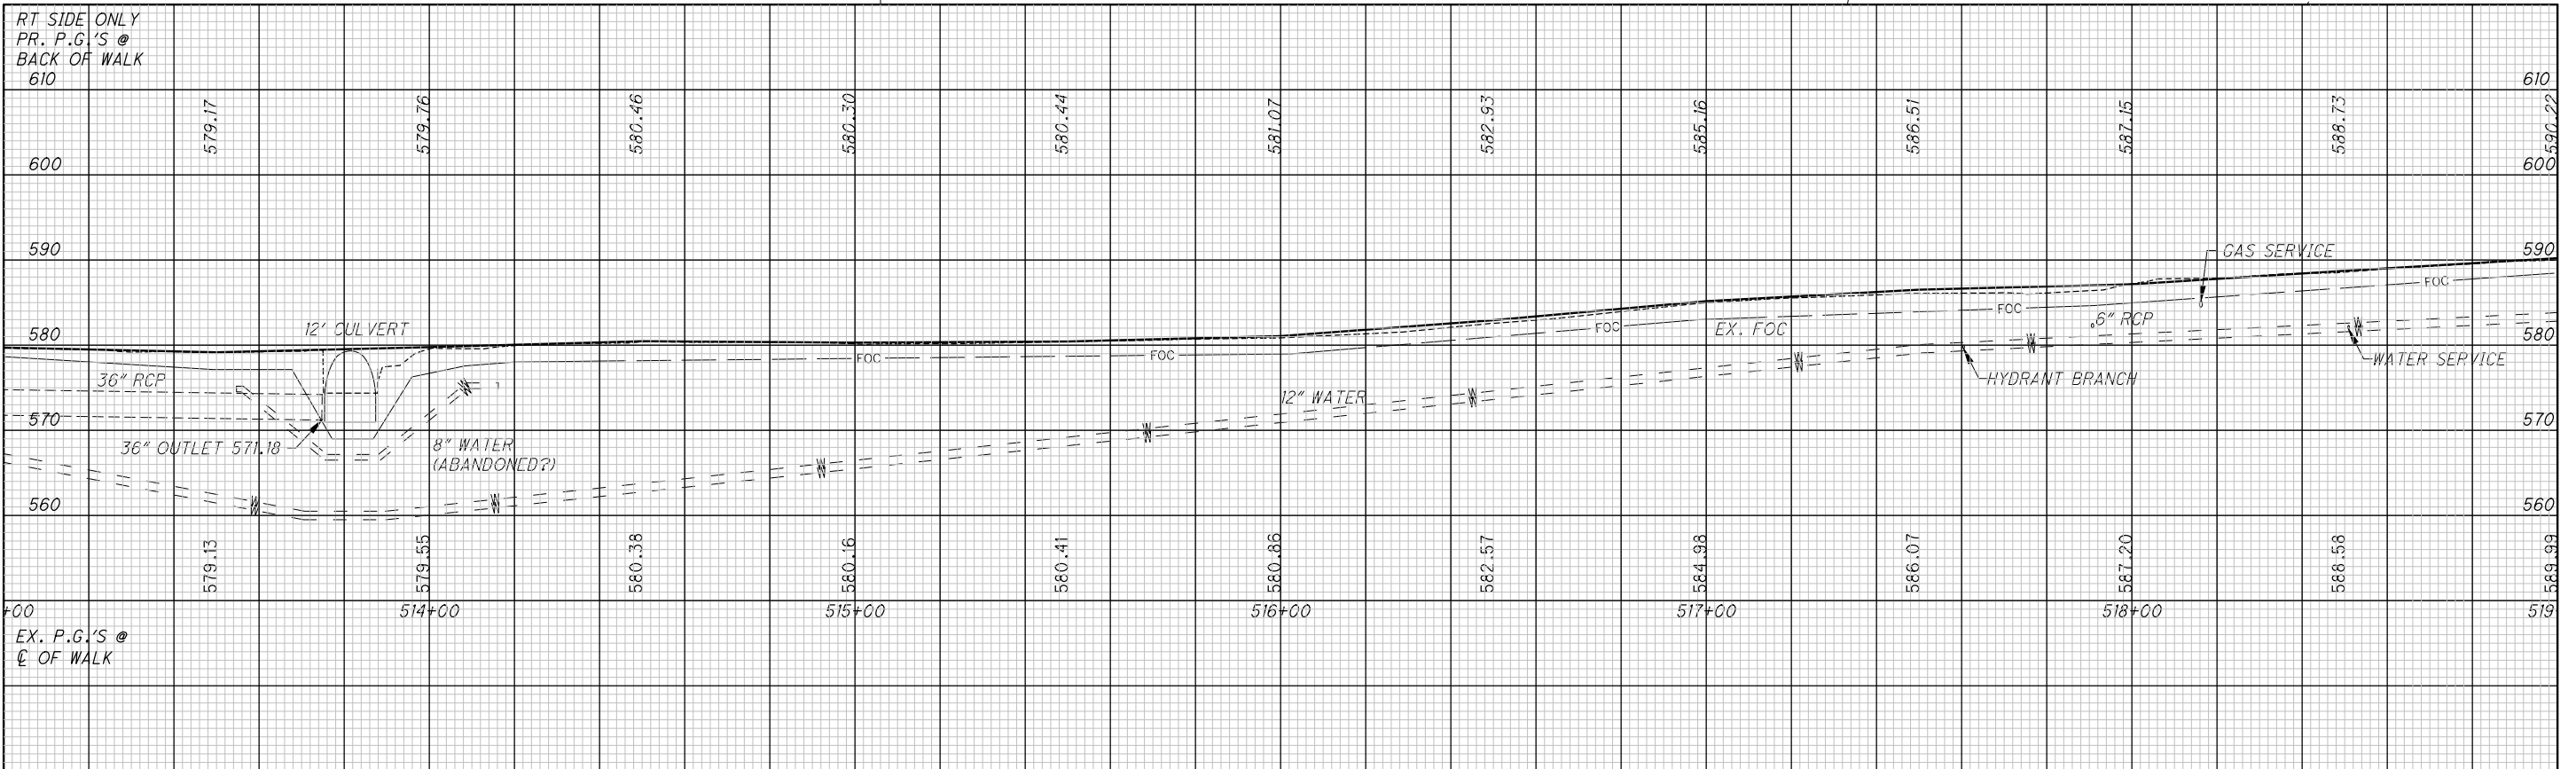 RT SIDE ONLY
PR. P.G.'S @
BACK OF WALK
610 610
579.17 579.76 580.46 580.30 580.44 581.07 582.93 585.16 586.51 587.15 588.73 590.22
600 600
590 590
GAS SERVICE
FOC
FOC
580 580
12' CULVERT
FOC FOC FOC
EX. FOC
6" RCP
WATER SERVICE
36" RCP
HYDRANT BRANCH
12" WATER
570 570
36" OUTLET 571.18
8" WATER
(ABANDONED?)
W W W W W W W W W
560 560
579.13 579.55 580.38 580.16 580.41 580.86 582.57 584.98 586.07 587.20 588.58 589.99
+00 514+00 515+00 516+00 517+00 518+00 519
EX. P.G.'S @
℄ OF WALK